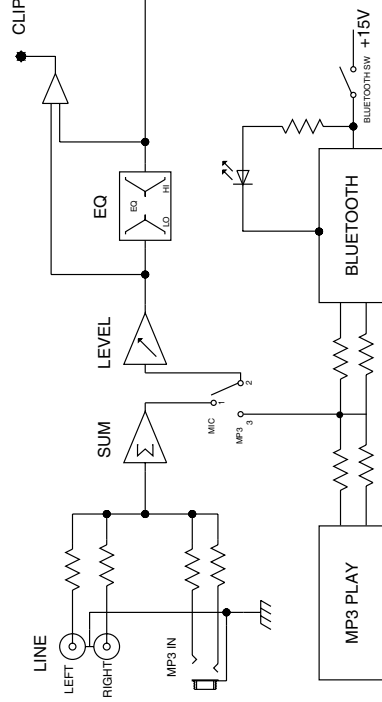 LINE
LEFT
RIGHT
MP3 IN
SUM
Σ
MIC
1
2
MP3
3
LEVEL
EQ
EQ
LO
HI
CLIP
MP3 PLAY
BLUETOOTH
BLUETOOTH SW
+15V